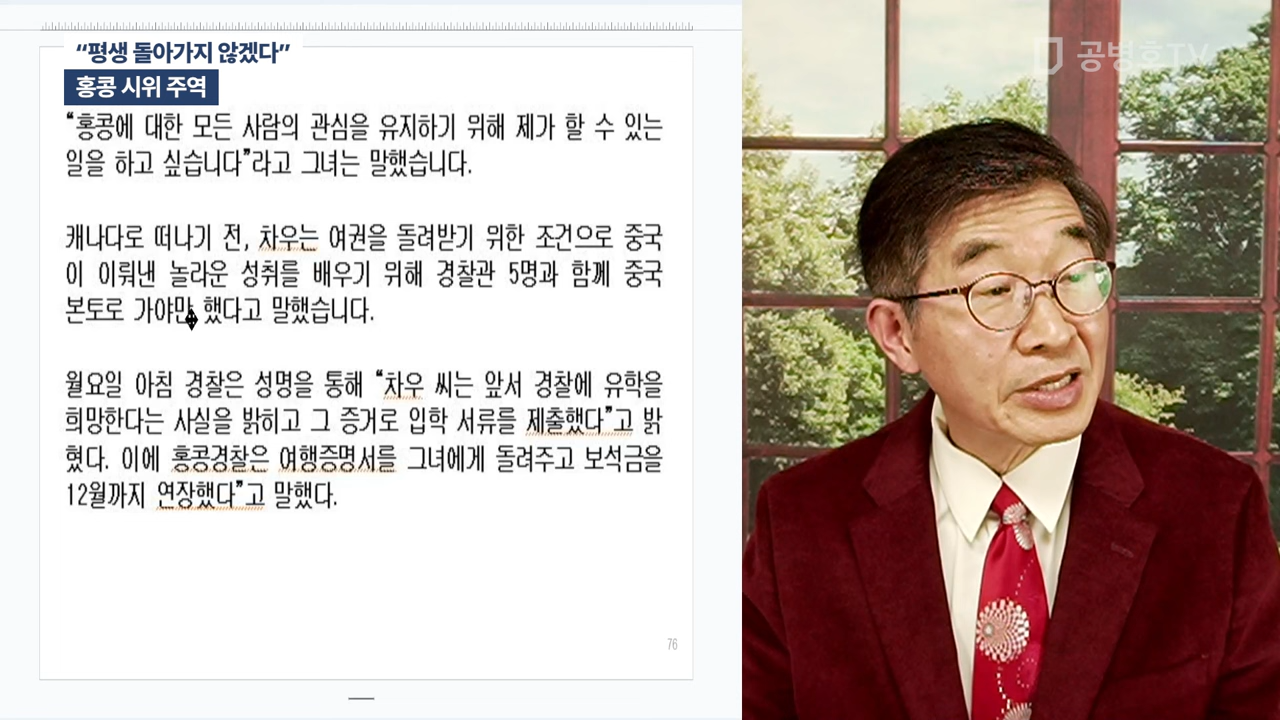 “평생 돌아가지 않겠다”
홍콩 시위 주역
“홍콩에 대한 모든 사람의 관심을 유지하기 위해 제가 할 수 있는
일을 하고 싶습니다”라고 그녀는 말했습니다.
캐나다로 떠나기 전, 차우는 여권을 돌려받기 위한 조건으로 중국
이 이뤄낸 놀라운 성취를 배우기 위해 경찰관 5명과 함께 중국
본토로 가야만 했다고 말했습니다.
월요일 아침 경찰은 성명을 통해 “차우 씨는 앞서 경찰에 유학을
희망한다는 사실을 밝히고 그 증거로 입학 서류를 제출했다”고 밝
혔다. 이에 홍콩경찰은 여행증명서를 그녀에게 돌려주고 보석금을
12월까지 연장했다”고 말했다.
76
공병호TV